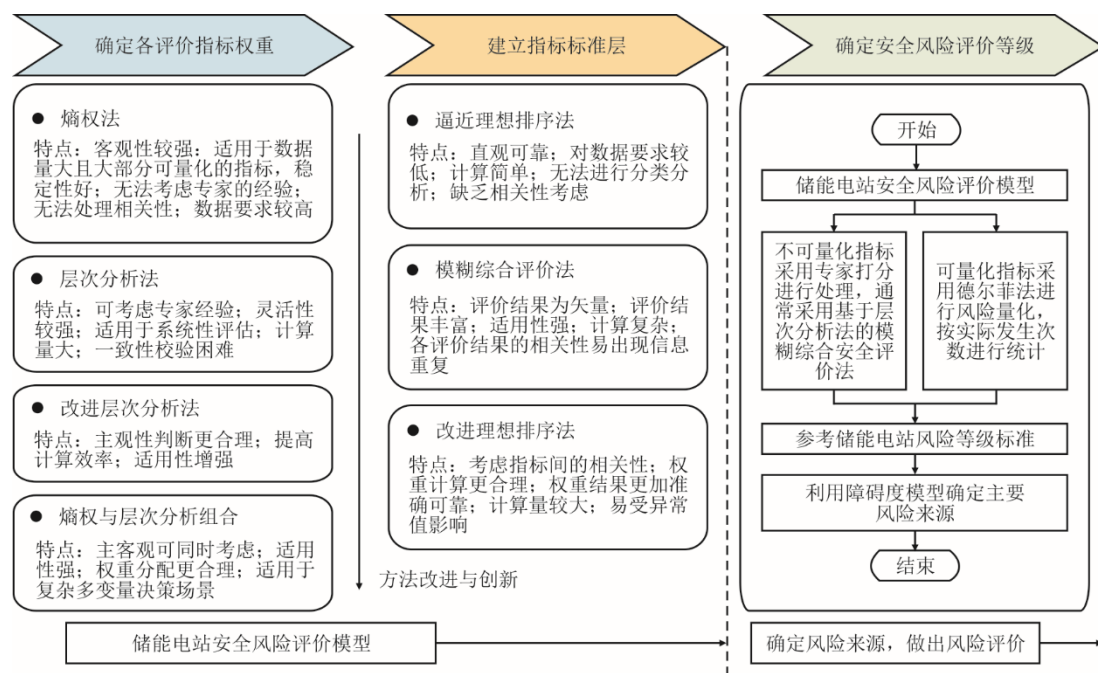 确定各评价指标权重
建立指标标准层
确定安全风险评价等级
● 熵权法
特点：客观性较强；适用于数据
量大且大部分可量化的指标，稳
定性好；无法考虑专家的经验；
无法处理相关性；数据要求较高
● 层次分析法
特点：可考虑专家经验；灵活性
较强；适用于系统性评估；计算
量大；一致性校验困难
● 改进层次分析法
特点：主观性判断更合理；提高
计算效率；适用性增强
● 熵权与层次分析组合
特点：主客观可同时考虑；适用
性强；权重分配更合理；适用于
复杂多变量决策场景
● 逼近理想排序法
特点：直观可靠；对数据要求较
低；计算简单；无法进行分类分
析；缺乏相关性考虑
● 模糊综合评价法
特点：评价结果为矢量；评价结
果丰富；适用性强；计算复杂；
各评价结果的相关性易出现信息
重复
● 改进理想排序法
特点：考虑指标间的相关性；权
重计算更合理；权重结果更加准
确可靠；计算量较大；易受异常
值影响
方法改进与创新
开始
储能电站安全风险评价模型
不可量化指标
采用专家打分
进行处理，通
常采用基于层
次分析法的模
糊综合安全评
价法
可量化指标采
用德尔菲法进
行风险量化，
按实际发生次
数进行统计
参考储能电站风险等级标准
利用障碍度模型确定主要
风险来源
结束
储能电站安全风险评价模型
确定风险来源，做出风险评价